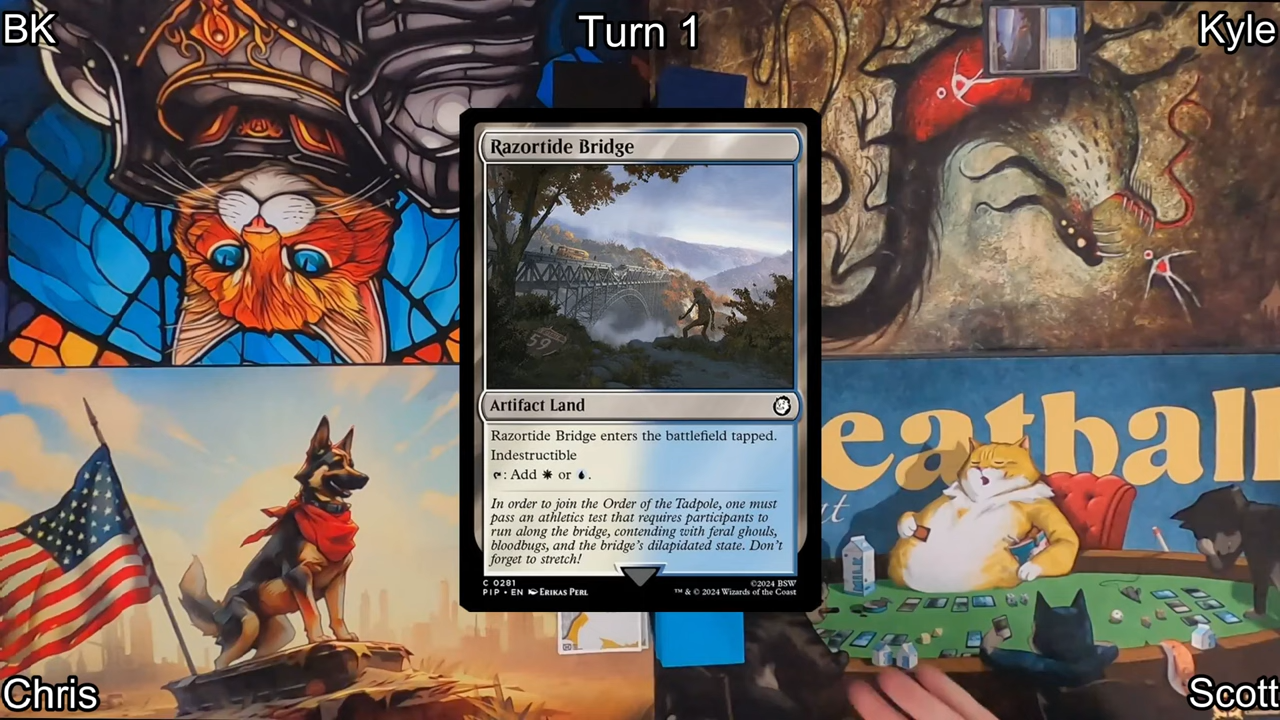 BK
Turn 1
Kyle
Razortide Bridge
59
Artifact Land
Razortide Bridge enters the battlefield tapped.
Indestructible
: Add or .
In order to join the Order of the Tadpole, one must
pass an athletics test that requires participants to
run along the bridge, contending with feral ghouls,
bloodbugs, and the bridge's dilapidated state. Don't
forget to stretch!
C 0281
PIP • EN ERIKAS PERL
©2024 BSW
™ & © 2024 Wizards of the Coast
eatball
Chris
Scott